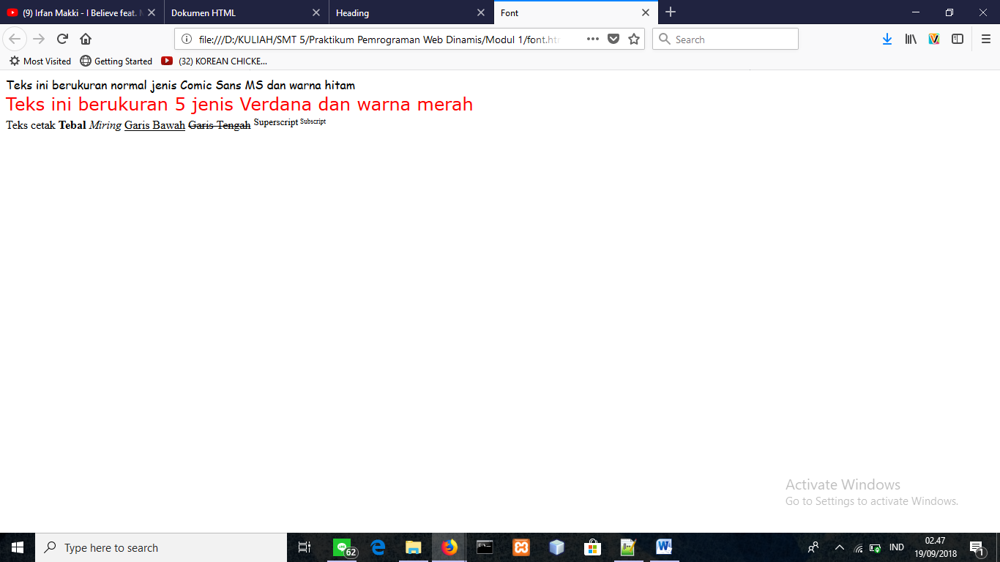 (9) Irfan Makki - I Believe feat. M
Dokumen HTML
Heading
Font
file:///D:/KULIAH/SMT 5/Praktikum Pemrograman Web Dinamis/Modul 1/font.htm
Search
Most Visited
Getting Started
(32) KOREAN CHICKE...
Teks ini berukuran normal jenis Comic Sans MS dan warna hitam
Teks ini berukuran 5 jenis Verdana dan warna merah
Teks cetak Tebal Miring Garis Bawah Garis Tengah Superscript Subscript
Activate Windows
Go to Settings to activate Windows.
Type here to search
62
IND
02.47
19/09/2018
1